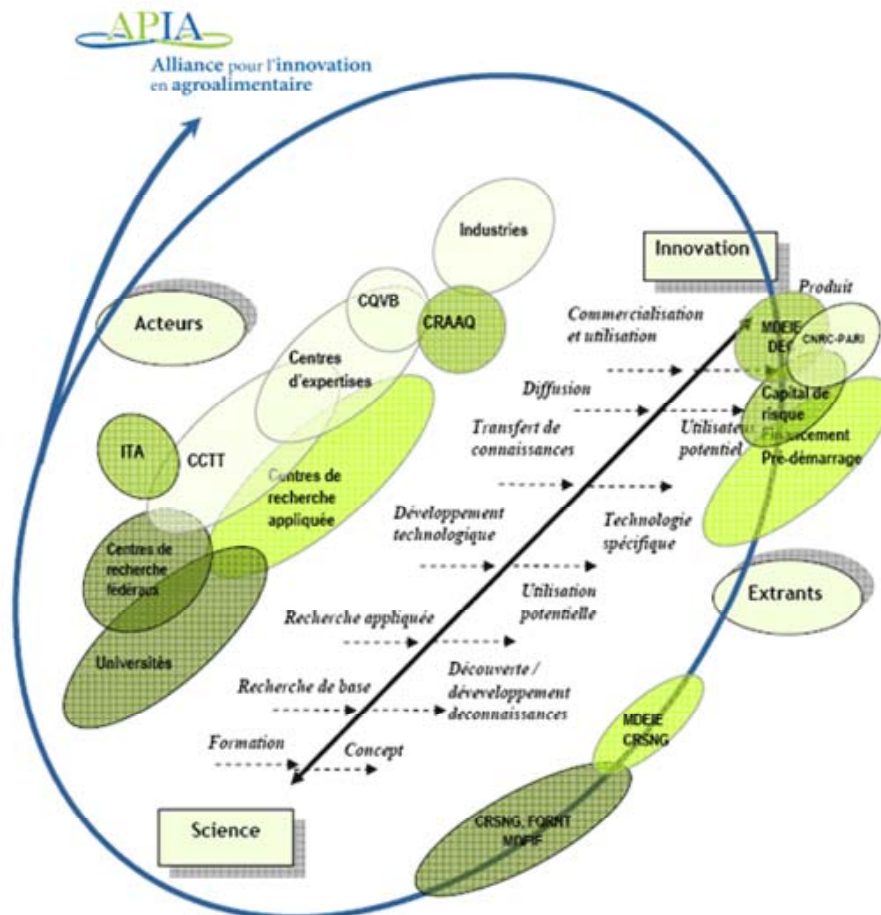 APIA
Alliance pour l'innovation
en agroalimentaire
Industries
Innovation
Acteurs
CQVB
CRAAQ
Centres
d'expertises
Commercialisation
et utilisation
Produit
MDEIE
DEC
CNRC-PARI
Diffusion
Capital de
risque
ITA
CCTT
Centres de
recherche
appliquée
Transfert de
connaissances
Utilisateur
potentiel
Financement
Pré-démarrage
Développement
technologique
Technologie
spécifique
Centres de
recherche
fédéraux
Universités
Utilisation
potentielle
Extrants
Recherche appliquée
Recherche de base
Découverte /
déveveloppement
deconnaissances
MDEIE
CRSNG
Formation
Concept
Science
CRSNG, FQRNT
MDEIE